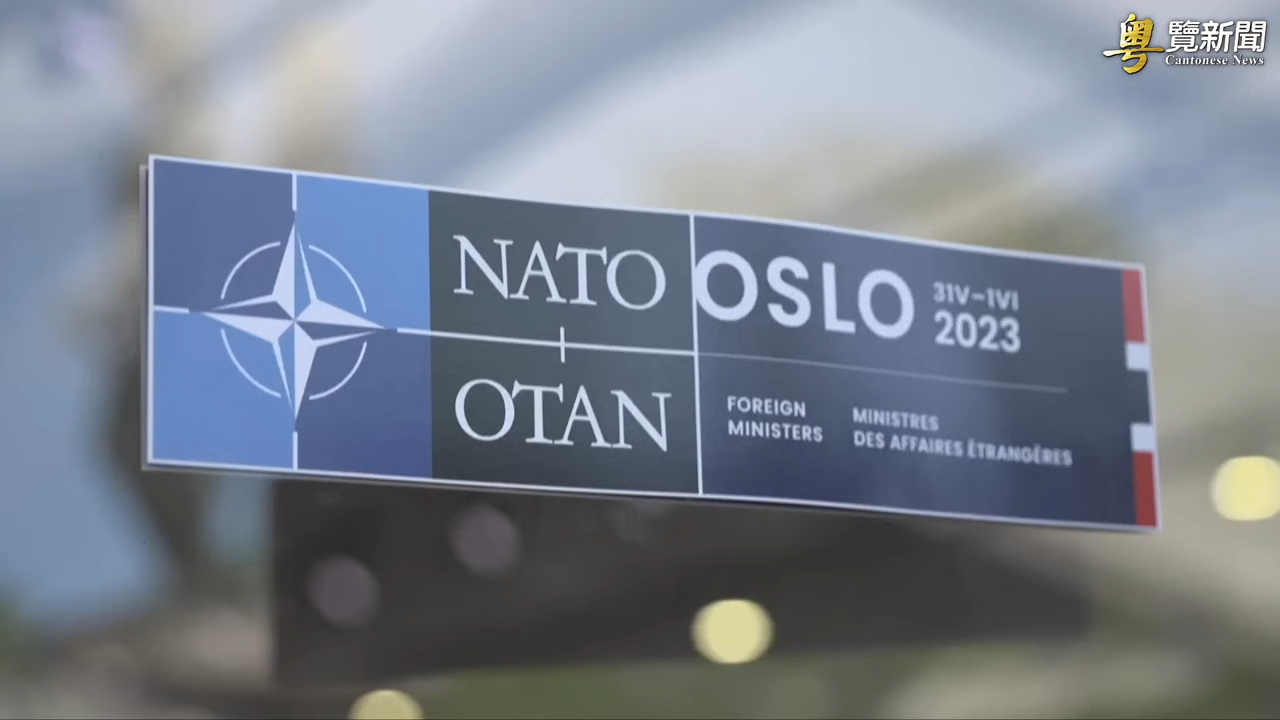 粵覽新聞
Cantonese News
NATO
OTAN
OSLO
31V–1VI
2023
FOREIGN
MINISTERS
MINISTRES
DES AFFAIRES ÉTRANGÈRES